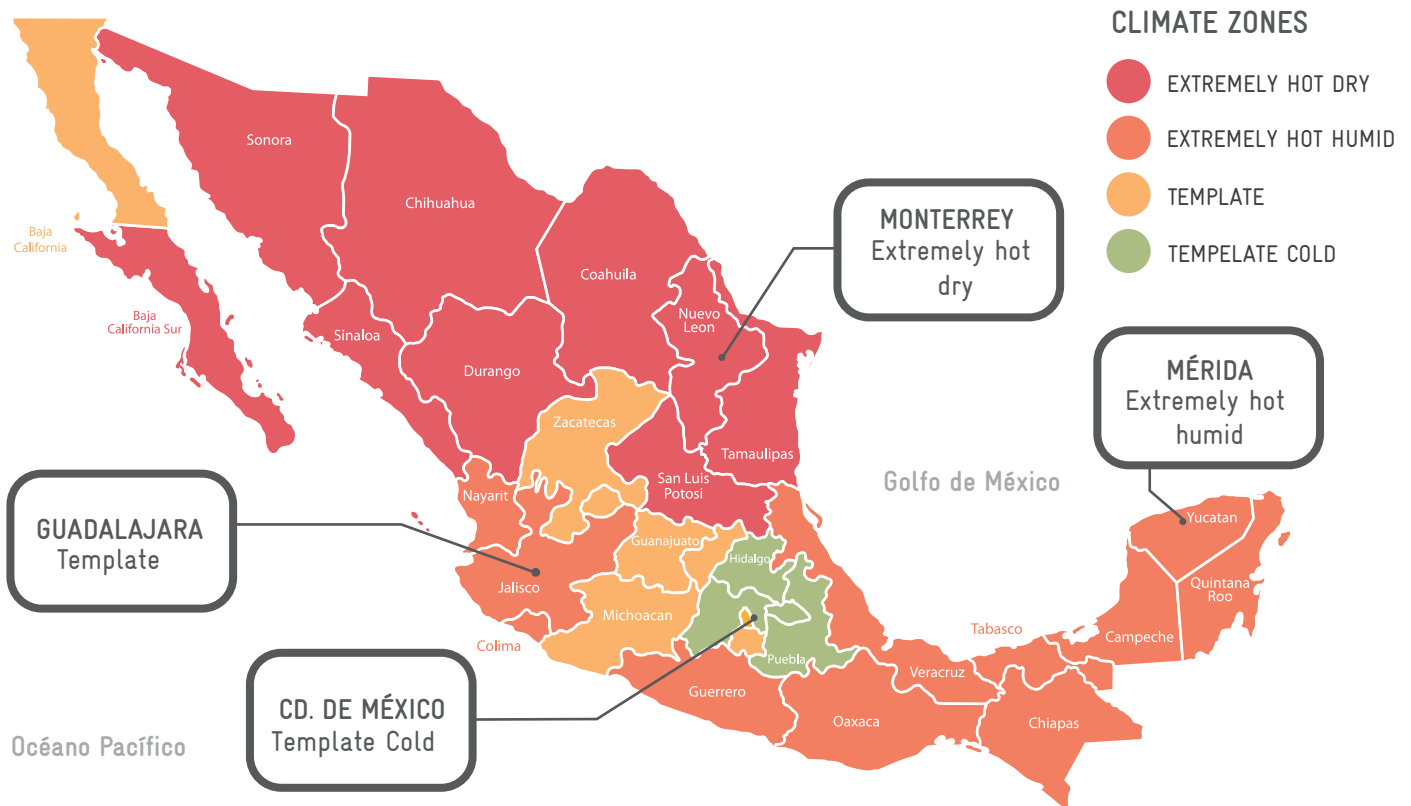 CLIMATE ZONES
EXTREMELY HOT DRY
EXTREMELY HOT HUMID
TEMPLATE
TEMPELATE COLD
Sonora
Chihuahua
Baja
California
Coahuila
MONTERREY
Extremely hot
dry
Nuevo
Leon
Baja
California Sur
Sinaloa
Durango
MÉRIDA
Extremely hot
humid
Zacatecas
Tamaulipas
San Luis
Potosi
Golfo de México
Nayarit
GUADALAJARA
Template
Yucatan
Guanajuato
Hidalgo
Jalisco
Quintana
Roo
Michoacan
Colima
Tabasco
Campeche
Puebla
Veracruz
Guerrero
CD. DE MÉXICO
Template Cold
Oaxaca
Chiapas
Océano Pacífico